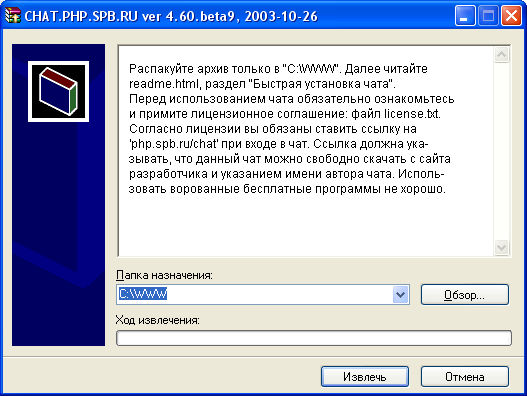 CHAT.PHP.SPB.RU ver 4.60.beta9, 2003-10-26
Распакуйте архив только в "C:\WWW". Далее читайте
readme.html, раздел "Быстрая установка чата".
Перед использованием чата обязательно ознакомьтесь
и примите лицензионное соглашение: файл license.txt.
Согласно лицензии вы обязаны ставить ссылку на
'php.spb.ru/chat' при входе в чат. Ссылка должна ука-
зывать, что данный чат можно свободно скачать с сайта
разработчика и указанием имени автора чата. Исполь-
зовать ворованные бесплатные программы не хорошо.
Папка назначения:
C:\WWW
Обзор...
Ход извлечения:
Извлечь
Отмена